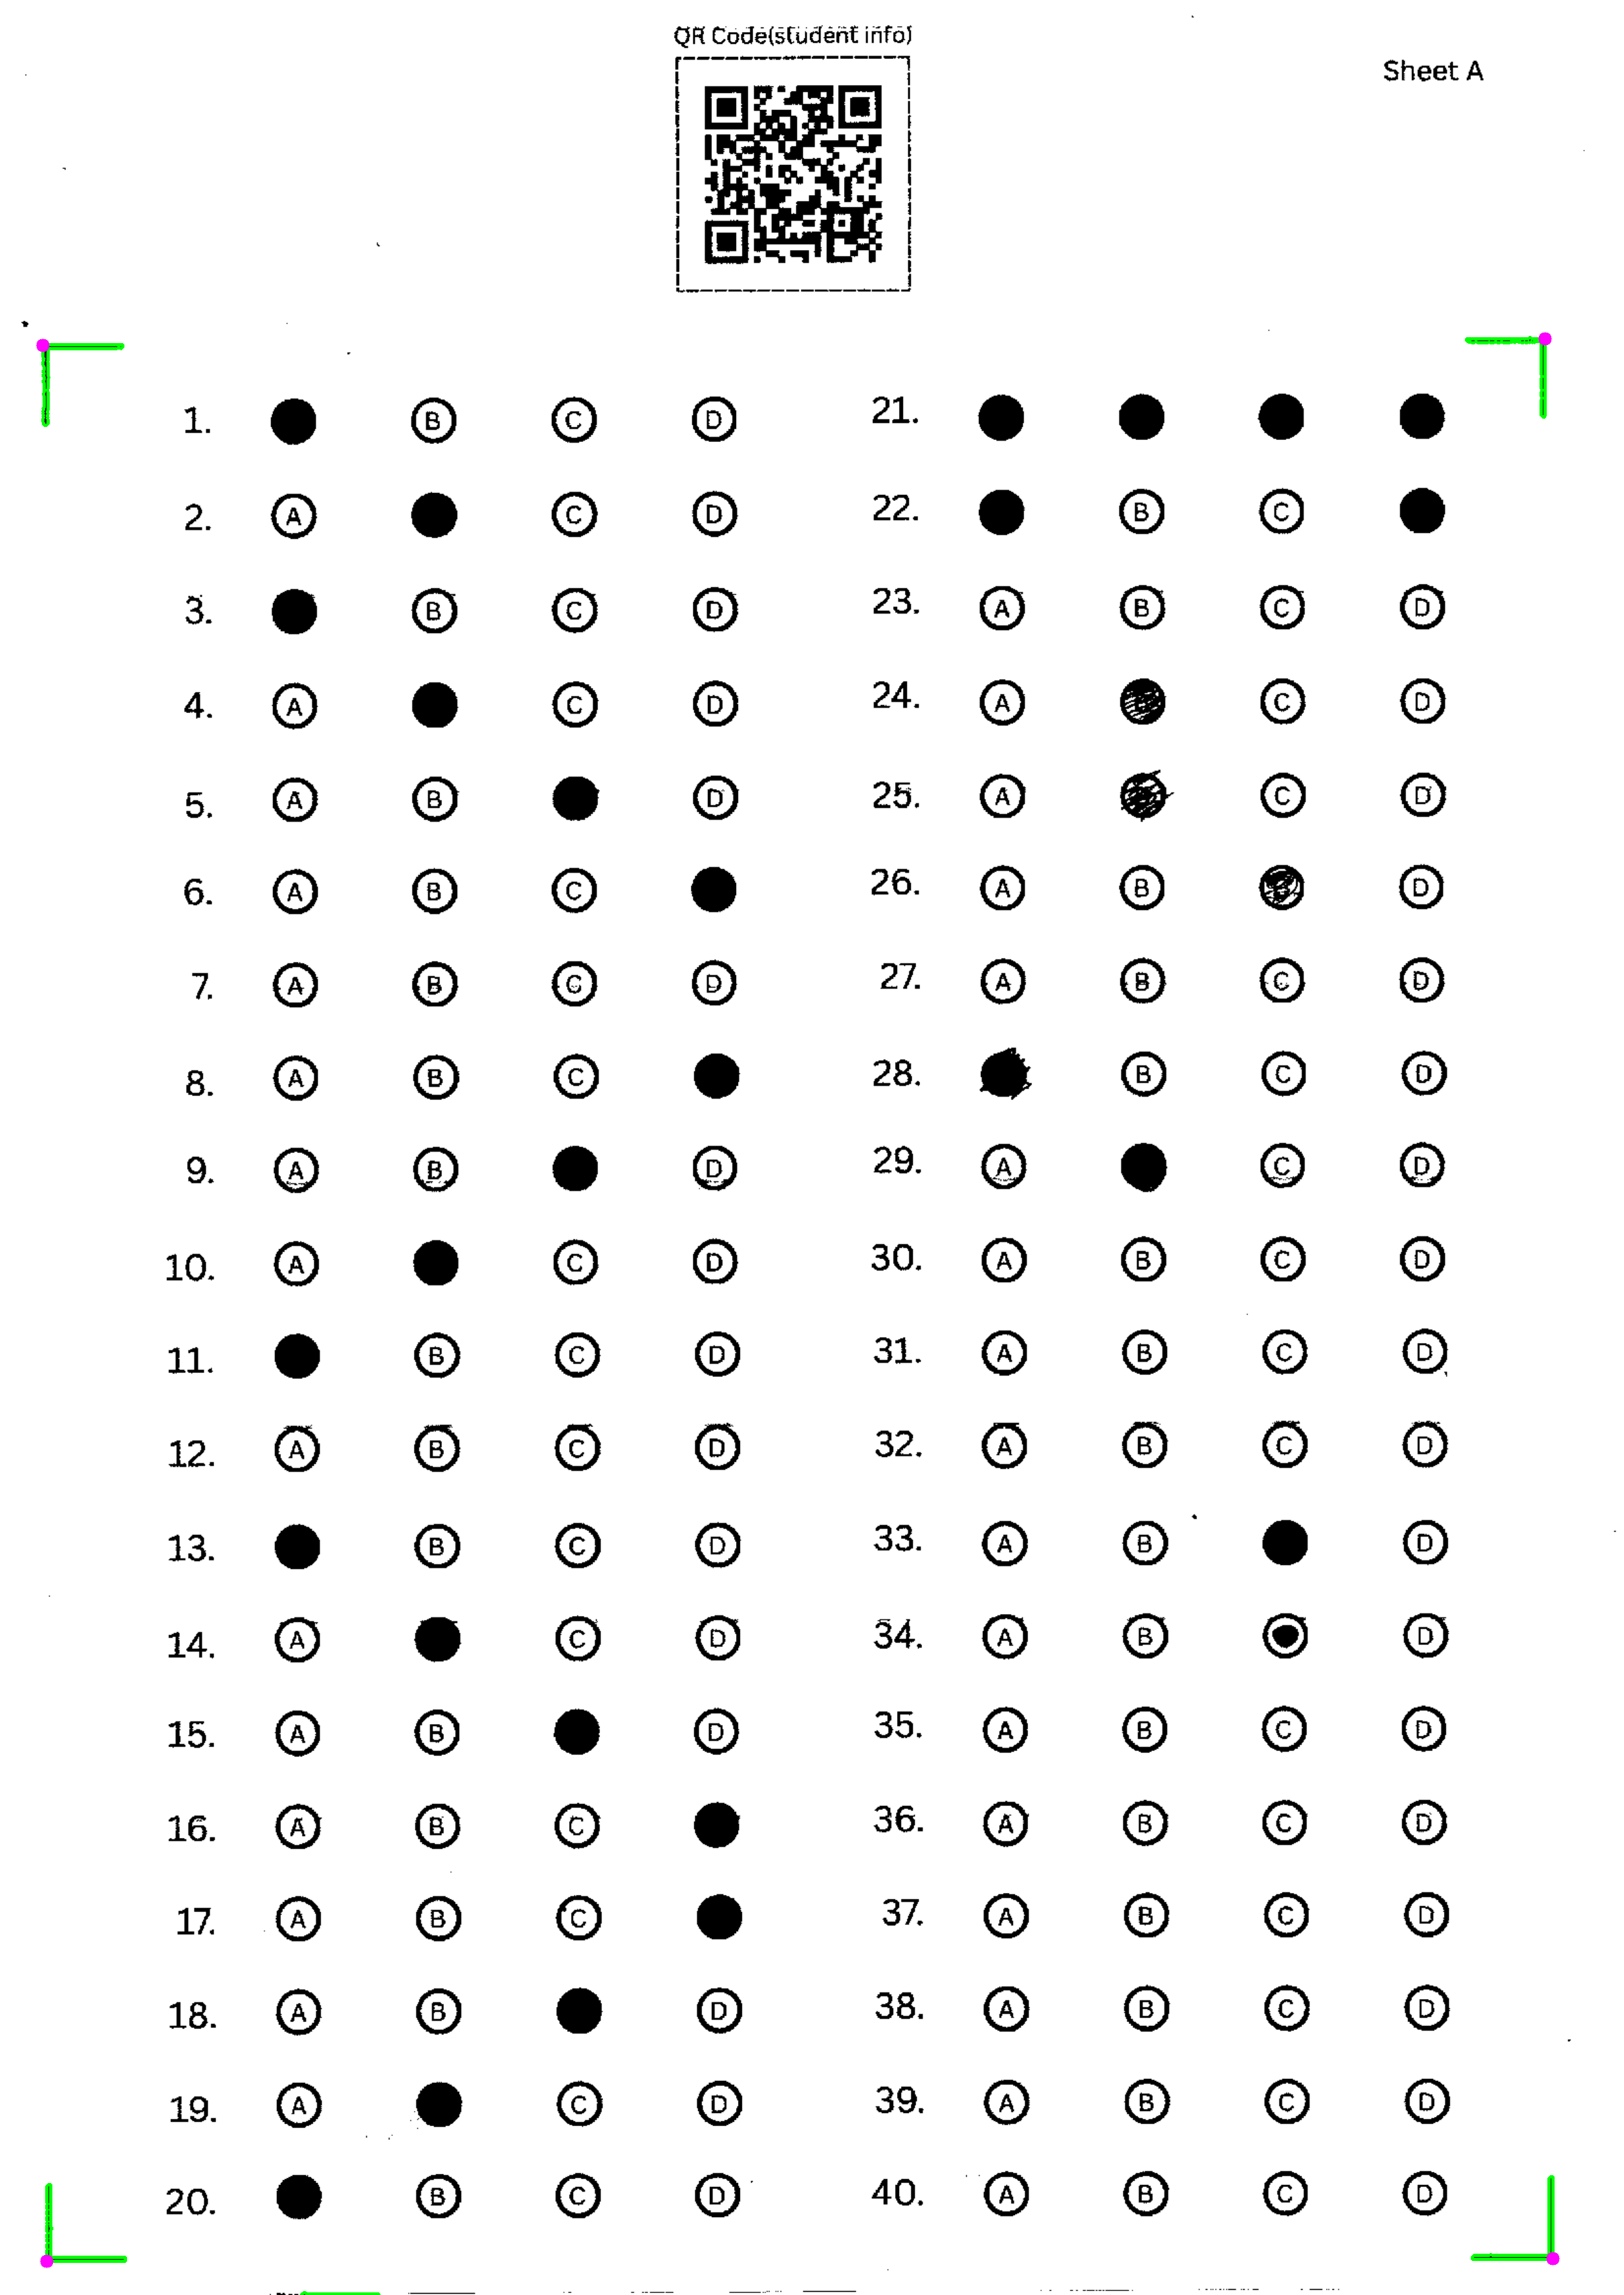 QR Code(student info)
Sheet A
1. B C D
2. A C D
3. B C D
4. A C D
5. A B D
6. A B C
7. A B C D
8. A B C
9. A B D
10. A C D
11. B C D
12. A B C D
13. B C D
14. A C D
15. A B D
16. A B C
17. A B C
18. A B D
19. A C D
20. B C D
21.
22. B C
23. A B C D
24. A C D
25. A C D
26. A B D
27. A B C D
28. B C D
29. A C D
30. A B C D
31. A B C D
32. A B C D
33. A B D
34. A B D
35. A B C D
36. A B C D
37. A B C D
38. A B C D
39. A B C D
40. A B C D